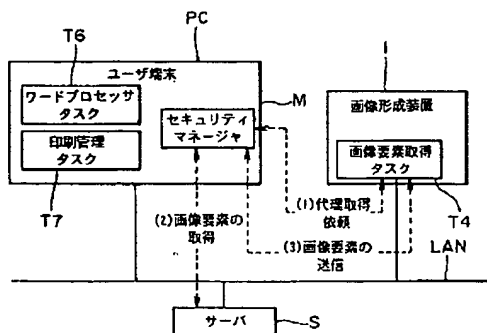 PC
T6
ユーザ端末
ワードプロセッサ
タスク
印刷管理
タスク
T7
セキュリティ
マネージャ
M
1
画像形成装置
画像要素取得
タスク
T4
(1)代理取得
依頼
(2)画像要素の
取得
(3)画像要素の
送信
LAN
サーバ
S